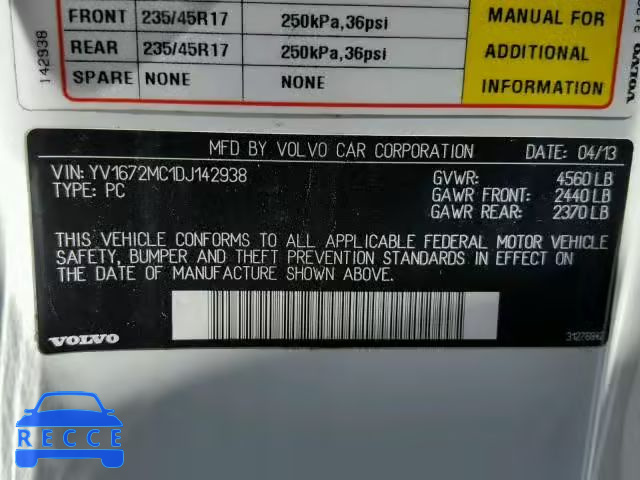 FRONT 235/45R17 250kPa,36psi
REAR 235/45R17 250kPa,36psi
SPARE NONE NONE
MANUAL FOR
ADDITIONAL
INFORMATION
142938
VOLVO
MFD BY VOLVO CAR CORPORATION DATE: 04/13
VIN: YV1672MC1DJ142938
TYPE: PC
GVWR: 4560 LB
GAWR FRONT: 2440 LB
GAWR REAR: 2370 LB
THIS VEHICLE CONFORMS TO ALL APPLICABLE FEDERAL MOTOR VEHICLE
SAFETY, BUMPER AND THEFT PREVENTION STANDARDS IN EFFECT ON
THE DATE OF MANUFACTURE SHOWN ABOVE.
VOLVO
RECCE